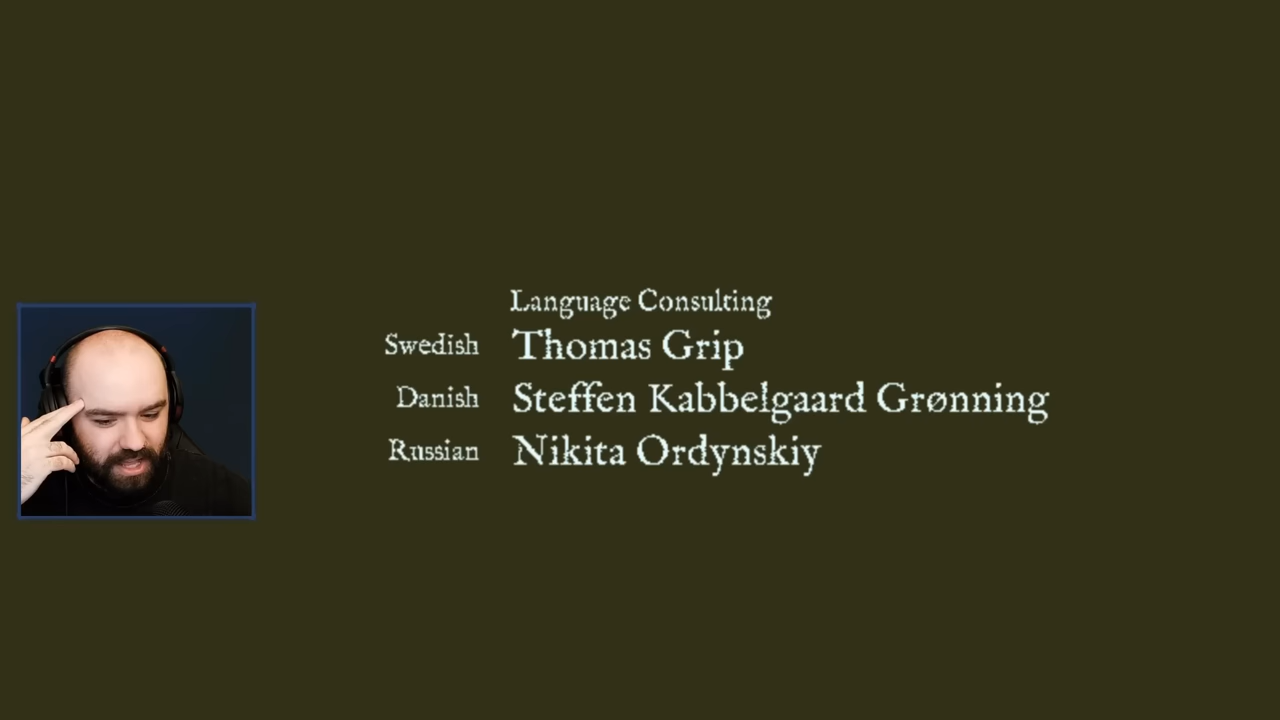 Language Consulting
Swedish Thomas Grip
Danish Steffen Kabbelgaard Grønning
Russian Nikita Ordynskiy